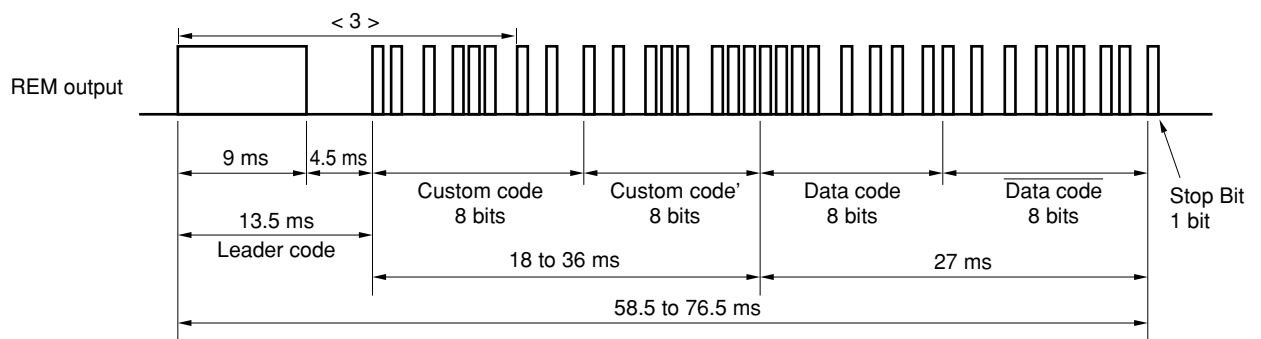 < 3 >
REM output
9 ms
4.5 ms
Custom code
8 bits
Custom code'
8 bits
Data code
8 bits
Data code
8 bits
Stop Bit
1 bit
13.5 ms
Leader code
18 to 36 ms
27 ms
58.5 to 76.5 ms